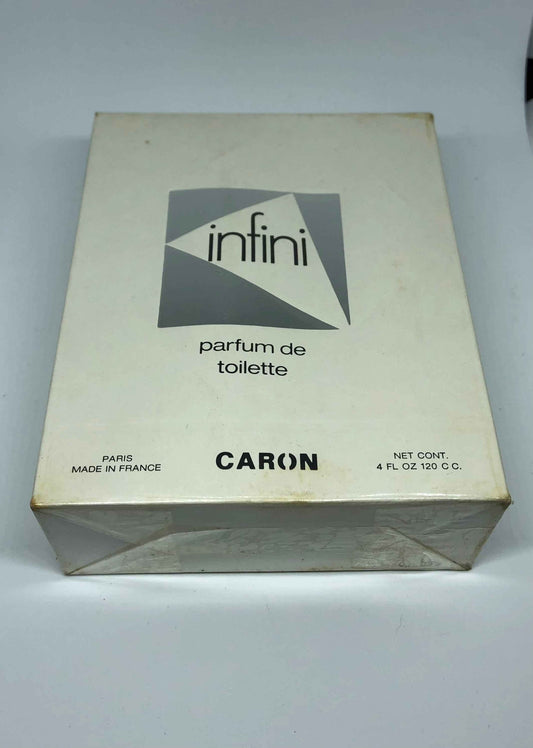 infini
parfum de
toilette
PARIS
MADE IN FRANCE
CARON
NET CONT.
4 FL OZ 120 C C.